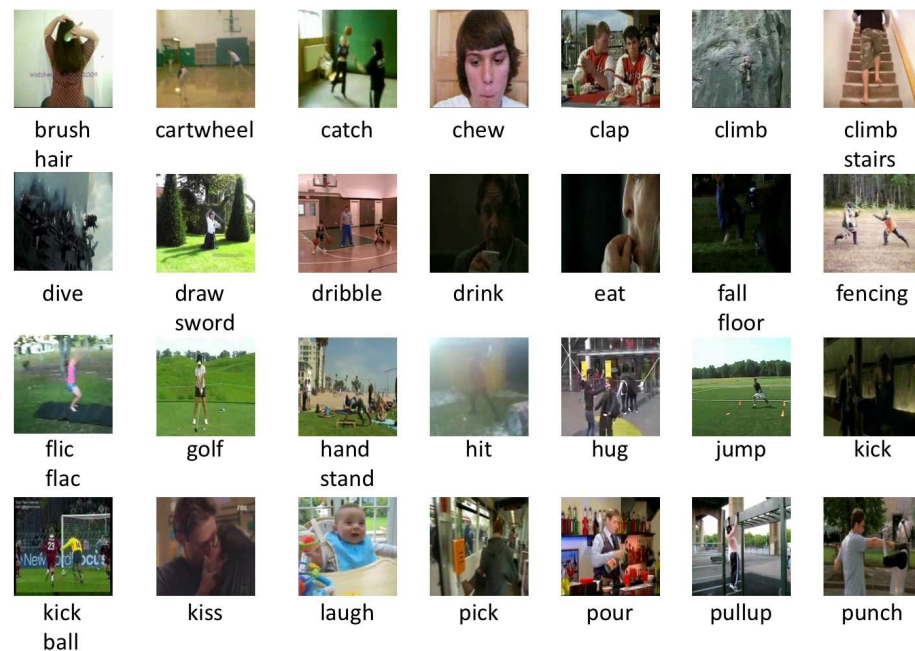 brush cartwheel catch chew clap climb climb
hair stairs
dive draw dribble drink eat fall fencing
sword floor
flic golf hand hit hug jump kick
flac stand
kick kiss laugh pick pour pullup punch
ball